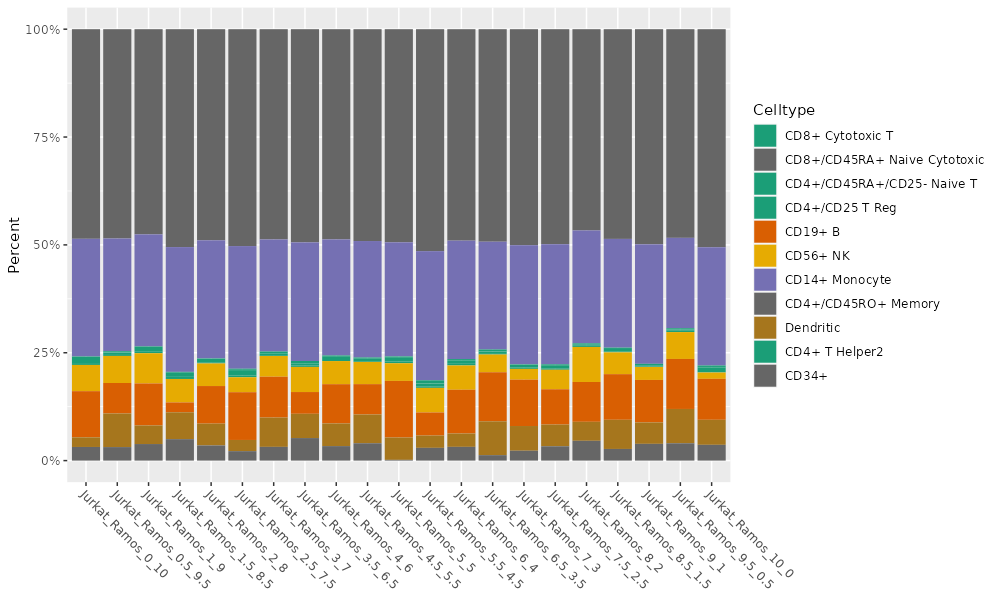 100%
75%
50%
25%
0%
Percent
Jurkat_Ramos_0_10
Jurkat_Ramos_0.5_9.5
Jurkat_Ramos_1_9
Jurkat_Ramos_1.5_8.5
Jurkat_Ramos_2_8
Jurkat_Ramos_2.5_7.5
Jurkat_Ramos_3_7
Jurkat_Ramos_3.5_6.5
Jurkat_Ramos_4_6
Jurkat_Ramos_4.5_5.5
Jurkat_Ramos_5_5
Jurkat_Ramos_5.5_4.5
Jurkat_Ramos_6_4
Jurkat_Ramos_6.5_3.5
Jurkat_Ramos_7_3
Jurkat_Ramos_7.5_2.5
Jurkat_Ramos_8_2
Jurkat_Ramos_8.5_1.5
Jurkat_Ramos_9_1
Jurkat_Ramos_9.5_0.5
Jurkat_Ramos_10_0
Celltype
CD8+ Cytotoxic T
CD8+/CD45RA+ Naive Cytotoxic
CD4+/CD45RA+/CD25- Naive T
CD4+/CD25 T Reg
CD19+ B
CD56+ NK
CD14+ Monocyte
CD4+/CD45RO+ Memory
Dendritic
CD4+ T Helper2
CD34+